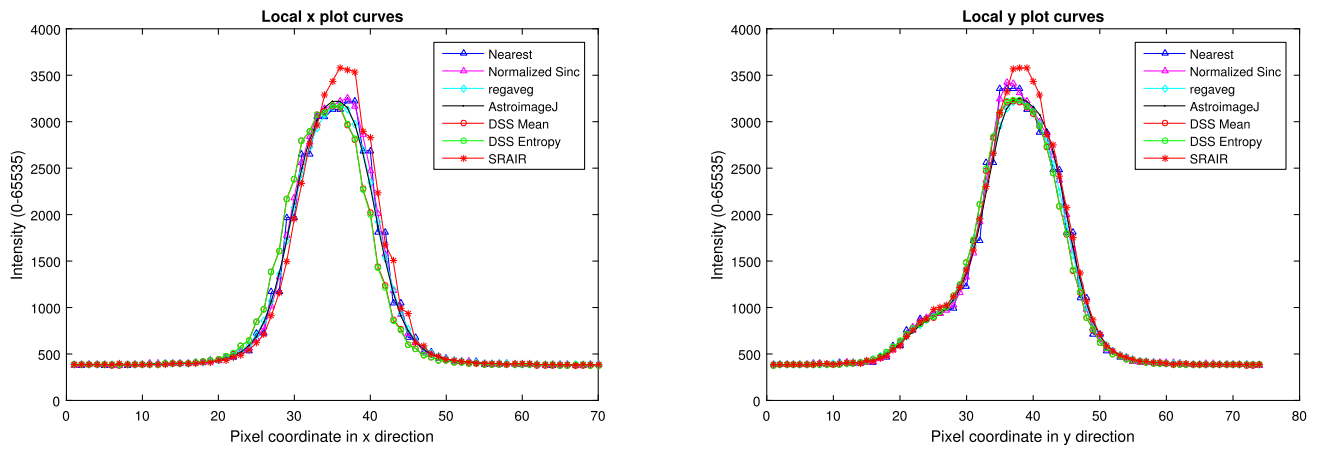 Local x plot curves
4000
3500
3000
2500
2000
1500
1000
500
0
Intensity (0-65535)
Nearest
Normalized Sinc
regaveg
AstroimageJ
DSS Mean
DSS Entropy
SRAIR
0 10 20 30 40 50 60 70
Pixel coordinate in x direction
Local y plot curves
4000
3500
3000
2500
2000
1500
1000
500
0
Intensity (0-65535)
Nearest
Normalized Sinc
regaveg
AstroimageJ
DSS Mean
DSS Entropy
SRAIR
0 10 20 30 40 50 60 70 80
Pixel coordinate in y direction